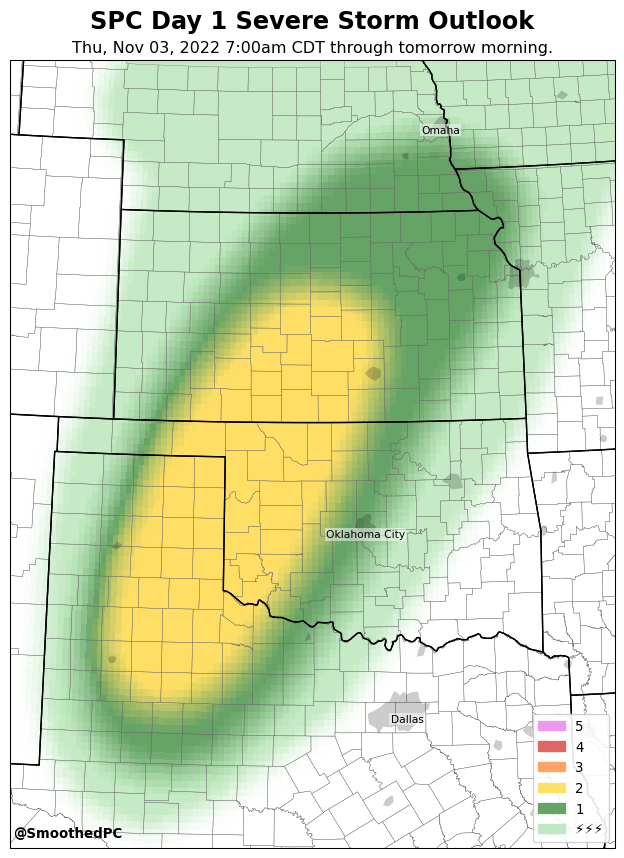 SPC Day 1 Severe Storm Outlook
Thu, Nov 03, 2022 7:00am CDT through tomorrow morning.
Omaha
Oklahoma City
Dallas
5
4
3
2
1
⚡⚡⚡
@SmoothedPC